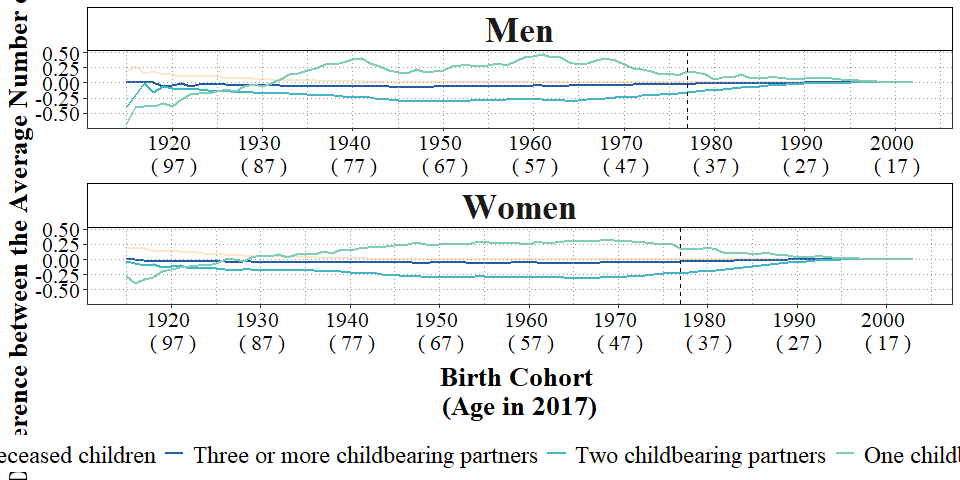 Men
0.50
0.25
0.00
-0.25
-0.50
1920 1930 1940 1950 1960 1970 1980 1990 2000
( 97 ) ( 87 ) ( 77 ) ( 67 ) ( 57 ) ( 47 ) ( 37 ) ( 27 ) ( 17 )
Women
0.50
0.25
0.00
-0.25
-0.50
1920 1930 1940 1950 1960 1970 1980 1990 2000
( 97 ) ( 87 ) ( 77 ) ( 67 ) ( 57 ) ( 47 ) ( 37 ) ( 27 ) ( 17 )
erence between the Average Number
Birth Cohort
(Age in 2017)
eceased children Three or more childbearing partners Two childbearing partners One child